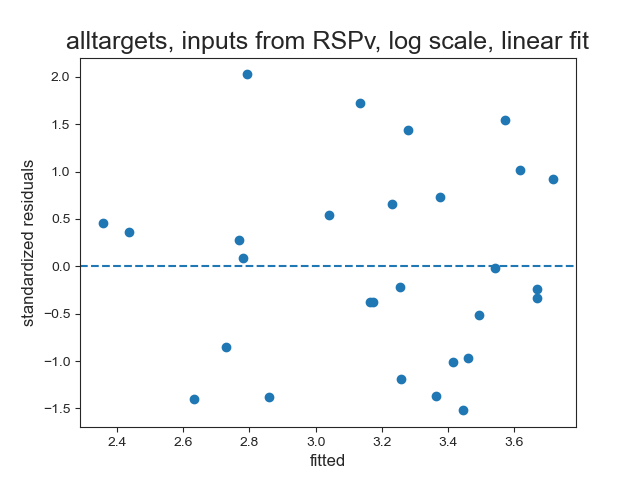 alltargets, inputs from RSPv, log scale, linear fit
2.0
1.5
1.0
0.5
0.0
−0.5
−1.0
−1.5
standardized residuals
2.4 2.6 2.8 3.0 3.2 3.4 3.6
fitted